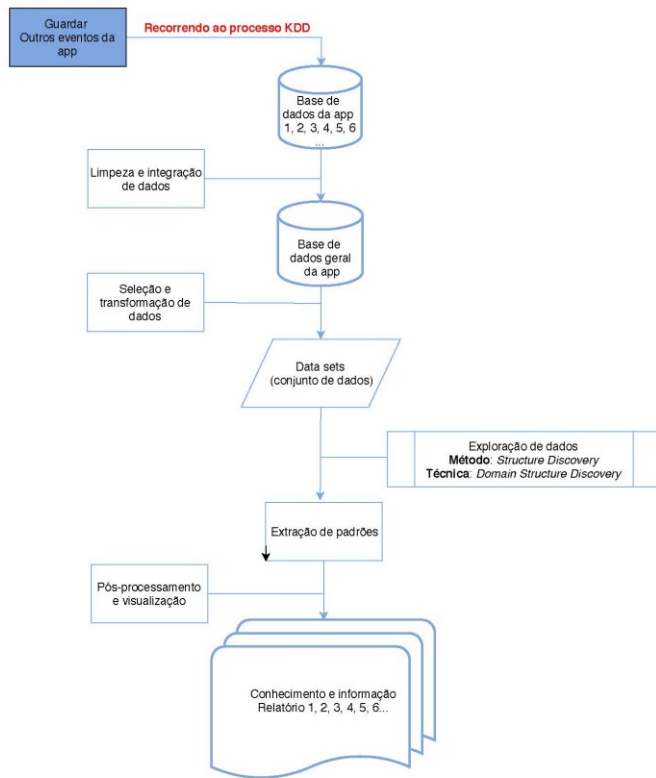 Guardar
Outros eventos da
app
Recorrendo ao processo KDD
Base de
dados da app
1, 2, 3, 4, 5, 6
...
Limpeza e integração
de dados
Base de
dados geral
da app
Seleção e
transformação de
dados
Data sets
(conjunto de dados)
Exploração de dados
Método: Structure Discovery
Técnica: Domain Structure Discovery
Extração de padrões
Pós-processamento
e visualização
Conhecimento e informação
Relatório 1, 2, 3, 4, 5, 6...